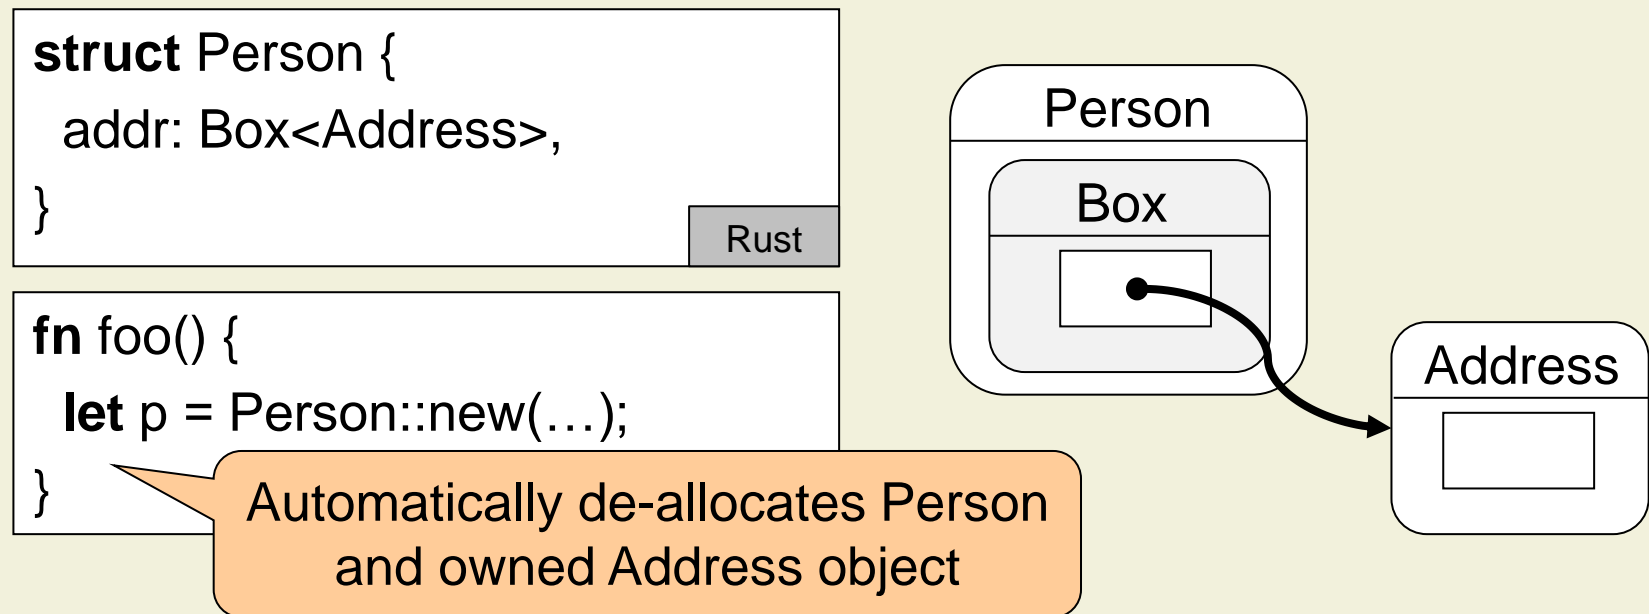 struct Person {
addr: Box<Address>,
}
Rust
fn foo() {
let p = Person::new(…);
}
Automatically de-allocates Person
and owned Address object
Person
Box
Address